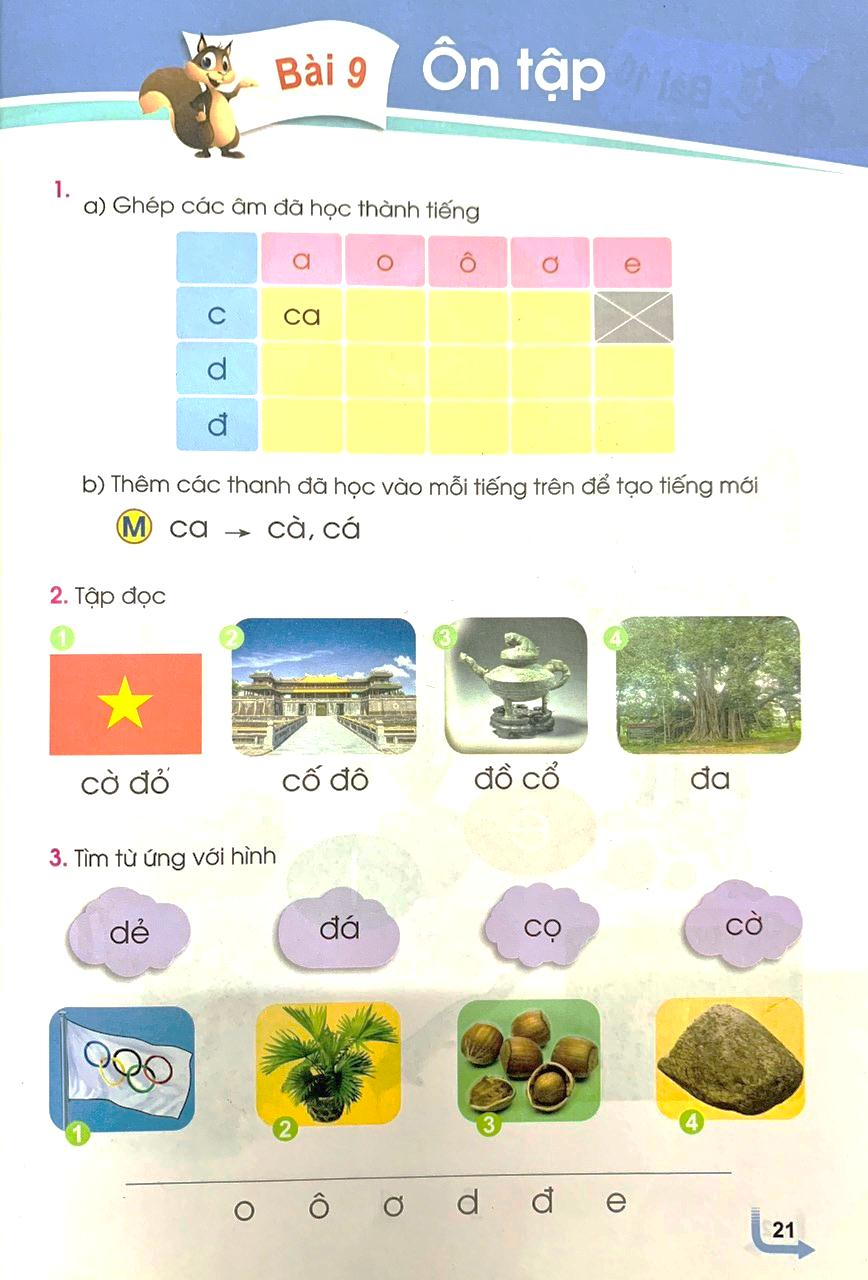 Bài 9 Ôn tập
1.
a) Ghép các âm đã học thành tiếng
a o ô ơ e
c ca
d
đ
b) Thêm các thanh đã học vào mỗi tiếng trên để tạo tiếng mới
M ca → cà, cá
2. Tập đọc
1 2 3 4
cờ đỏ cố đô đồ cổ đa
3. Tìm từ ứng với hình
dẻ đá cọ cờ
1 2 3 4
o ô ơ d đ e
21